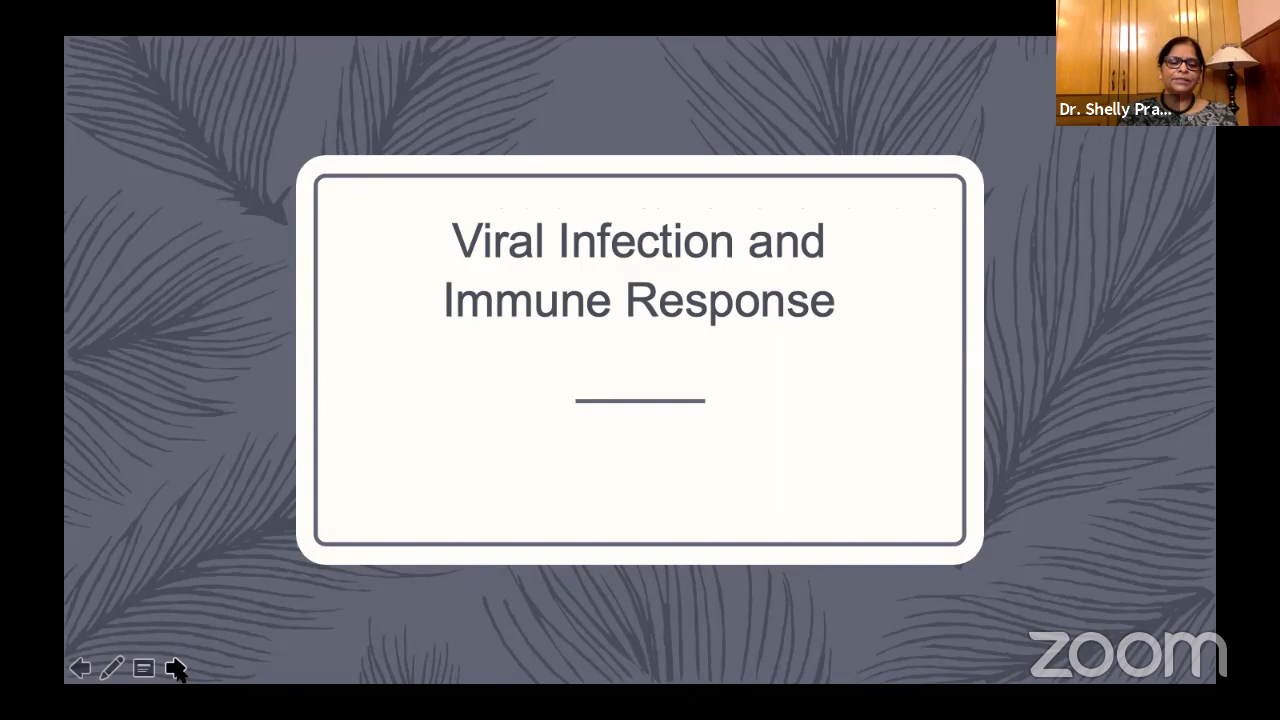 Dr. Shelly Pra...
Viral Infection and
Immune Response
zoom